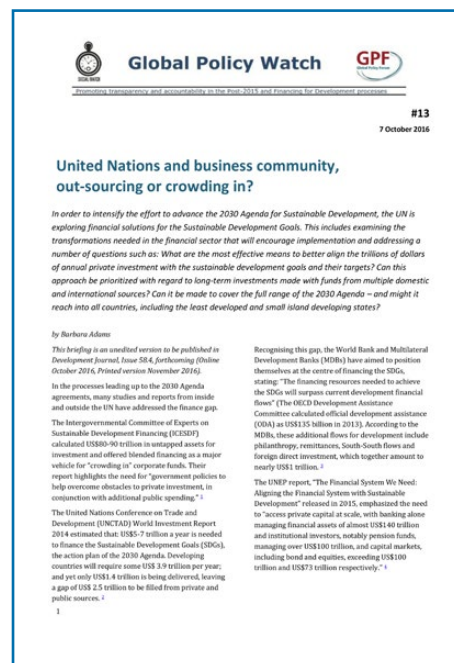 SOCIAL WATCH
Global Policy Watch
GPF
Global Policy Forum
Promoting transparency and accountability in the Post-2015 and Financing for Development processes
#13
7 October 2016
United Nations and business community,
out-sourcing or crowding in?
In order to intensify the effort to advance the 2030 Agenda for Sustainable Development, the UN is
exploring financial solutions for the Sustainable Development Goals. This includes examining the
transformations needed in the financial sector that will encourage implementation and addressing a
number of questions such as: What are the most effective means to better align the trillions of dollars
of annual private investment with the sustainable development goals and their targets? Can this
approach be prioritized with regard to long-term investments made with funds from multiple domestic
and international sources? Can it be made to cover the full range of the 2030 Agenda – and might it
reach into all countries, including the least developed and small island developing states?
by Barbara Adams
This briefing is an unedited version to be published in
Development Journal, Issue 58.4, forthcoming (Online
October 2016, Printed version November 2016).
In the processes leading up to the 2030 Agenda
agreements, many studies and reports from inside
and outside the UN have addressed the finance gap.
The Intergovernmental Committee of Experts on
Sustainable Development Financing (ICESDF)
calculated US$80-90 trillion in untapped assets for
investment and offered blended financing as a major
vehicle for "crowding in" corporate funds. Their
report highlights the need for "government policies to
help overcome obstacles to private investment, in
conjunction with additional public spending." 1
The United Nations Conference on Trade and
Development (UNCTAD) World Investment Report
2014 estimated that: US$5-7 trillion a year is needed
to finance the Sustainable Development Goals (SDGs),
the action plan of the 2030 Agenda. Developing
countries will require some US$ 3.9 trillion per year;
and yet only US$1.4 trillion is being delivered, leaving
a gap of US$ 2.5 trillion to be filled from private and
public sources. 2
Recognising this gap, the World Bank and Multilateral
Development Banks (MDBs) have aimed to position
themselves at the centre of financing the SDGs,
stating: "The financing resources needed to achieve
the SDGs will surpass current development financial
flows" (The OECD Development Assistance
Committee calculated official development assistance
(ODA) as US$135 billion in 2013). According to the
MDBs, these additional flows for development include
philanthropy, remittances, South-South flows and
foreign direct investment, which together amount to
nearly US$1 trillion. 3
The UNEP report, "The Financial System We Need:
Aligning the Financial System with Sustainable
Development" released in 2015, emphasized the need
to "access private capital at scale, with banking alone
managing financial assets of almost US$140 trillion
and institutional investors, notably pension funds,
managing over US$100 trillion, and capital markets,
including bond and equities, exceeding US$100
trillion and US$73 trillion respectively." 4
1